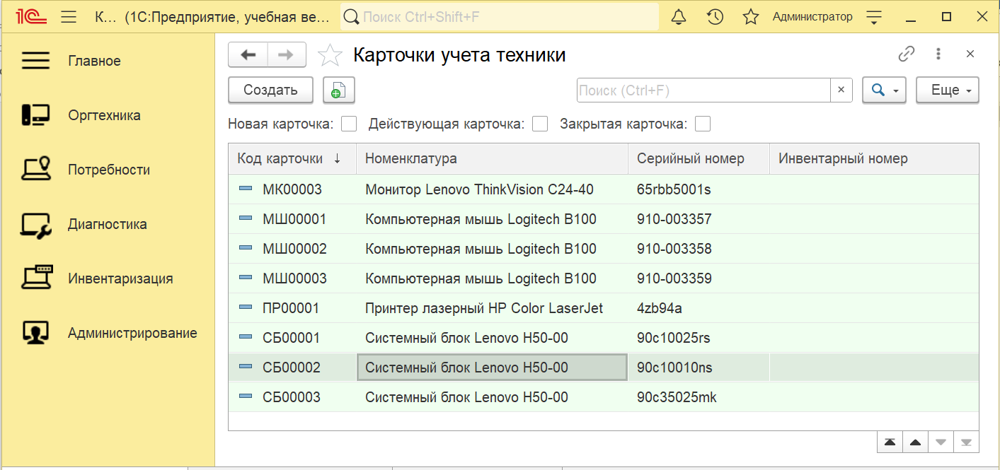 1С К... (1С:Предприятие, учебная ве... Поиск Ctrl+Shift+F Администратор
Главное
Оргтехника
Потребности
Диагностика
Инвентаризация
Администрирование
Карточки учета техники
Создать Поиск (Ctrl+F) × Еще
Новая карточка: Действующая карточка: Закрытая карточка:
Код карточки ↓ Номенклатура Серийный номер Инвентарный номер
МК00003 Монитор Lenovo ThinkVision C24-40 65rbb5001s
МШ00001 Компьютерная мышь Logitech B100 910-003357
МШ00002 Компьютерная мышь Logitech B100 910-003358
МШ00003 Компьютерная мышь Logitech B100 910-003359
ПР00001 Принтер лазерный HP Color LaserJet 4zb94a
СБ00001 Системный блок Lenovo H50-00 90c10025rs
СБ00002 Системный блок Lenovo H50-00 90c10010ns
СБ00003 Системный блок Lenovo H50-00 90c35025mk